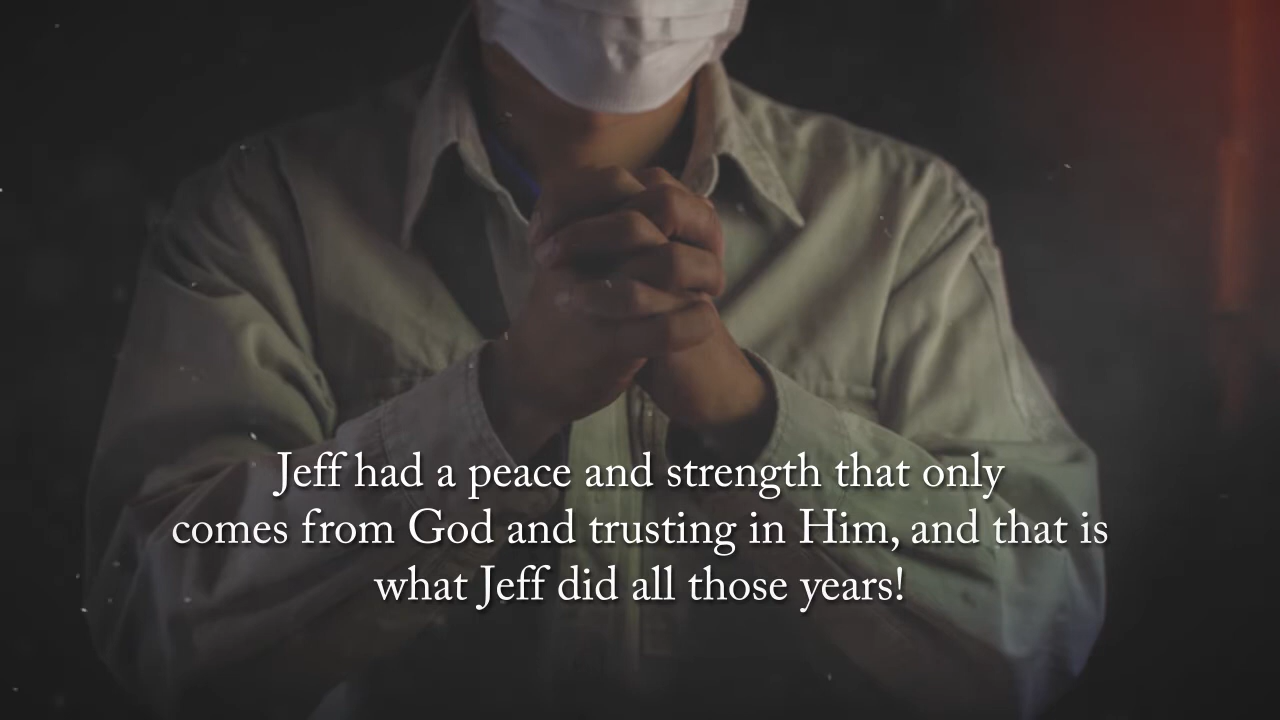 Jeff had a peace and strength that only
comes from God and trusting in Him, and that is
what Jeff did all those years!